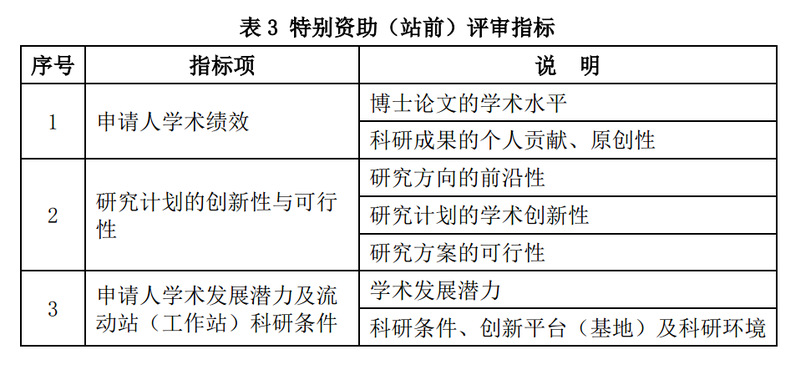 表 3 特别资助（站前）评审指标
序号 指标项 说 明
1 申请人学术绩效 博士论文的学术水平
科研成果的个人贡献、原创性
2 研究计划的创新性与可行
性
研究方向的前沿性
研究计划的学术创新性
研究方案的可行性
3 申请人学术发展潜力及流
动站（工作站）科研条件
学术发展潜力
科研条件、创新平台（基地）及科研环境